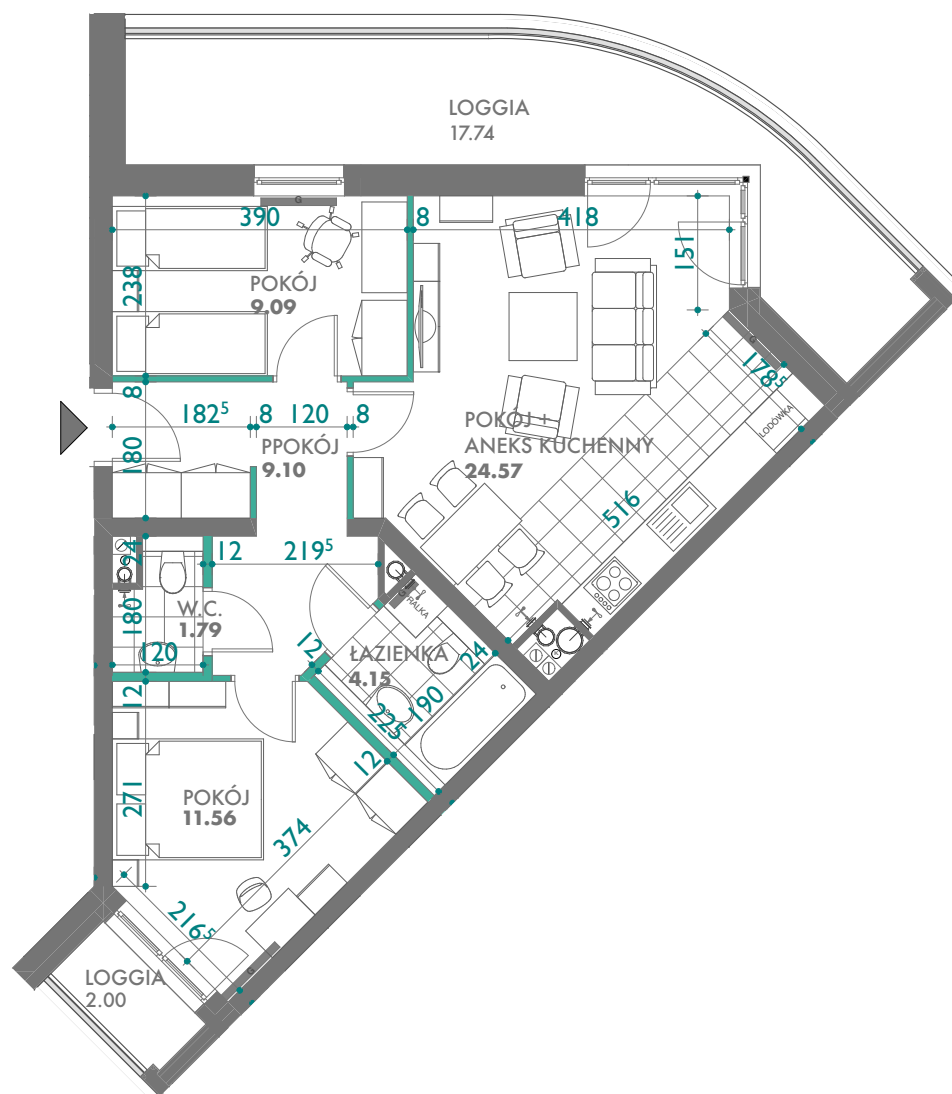 LOGGIA
17.74
G
390
8
418
151
238
POKÓJ
9.09
G
178⁵
8
182⁵
8
120
8
LODÓWKA
POKÓJ +
ANEKS KUCHENNY
24.57
PPOKÓJ
9.10
180
516
24
12
219⁵
G
PRALKA
W.C.
1.79
180
120
12
ŁAZIENKA
4.15
24
190
225
12
12
271
POKÓJ
11.56
374
216⁵
G
LOGGIA
2.00